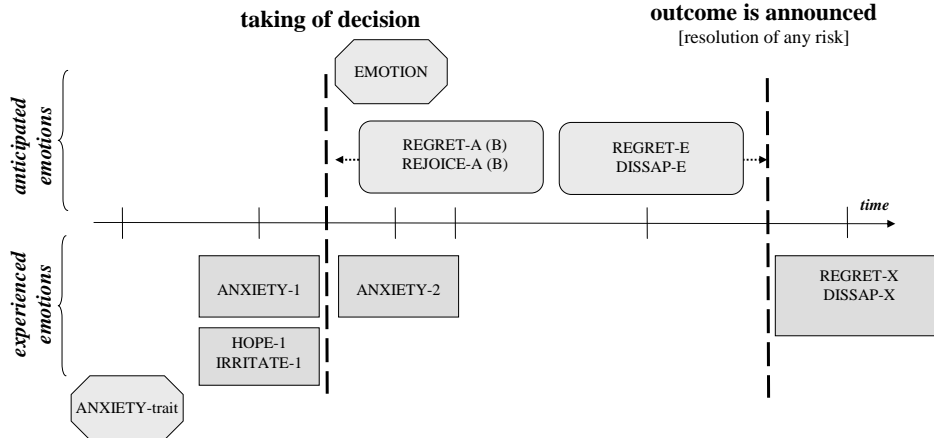 taking of decision
outcome is announced
[resolution of any risk]
EMOTION
anticipated
emotions
REGRET-A (B)
REJOICE-A (B)
REGRET-E
DISSAP-E
time
experienced
emotions
ANXIETY-1
ANXIETY-2
REGRET-X
DISSAP-X
HOPE-1
IRRITATE-1
ANXIETY-trait